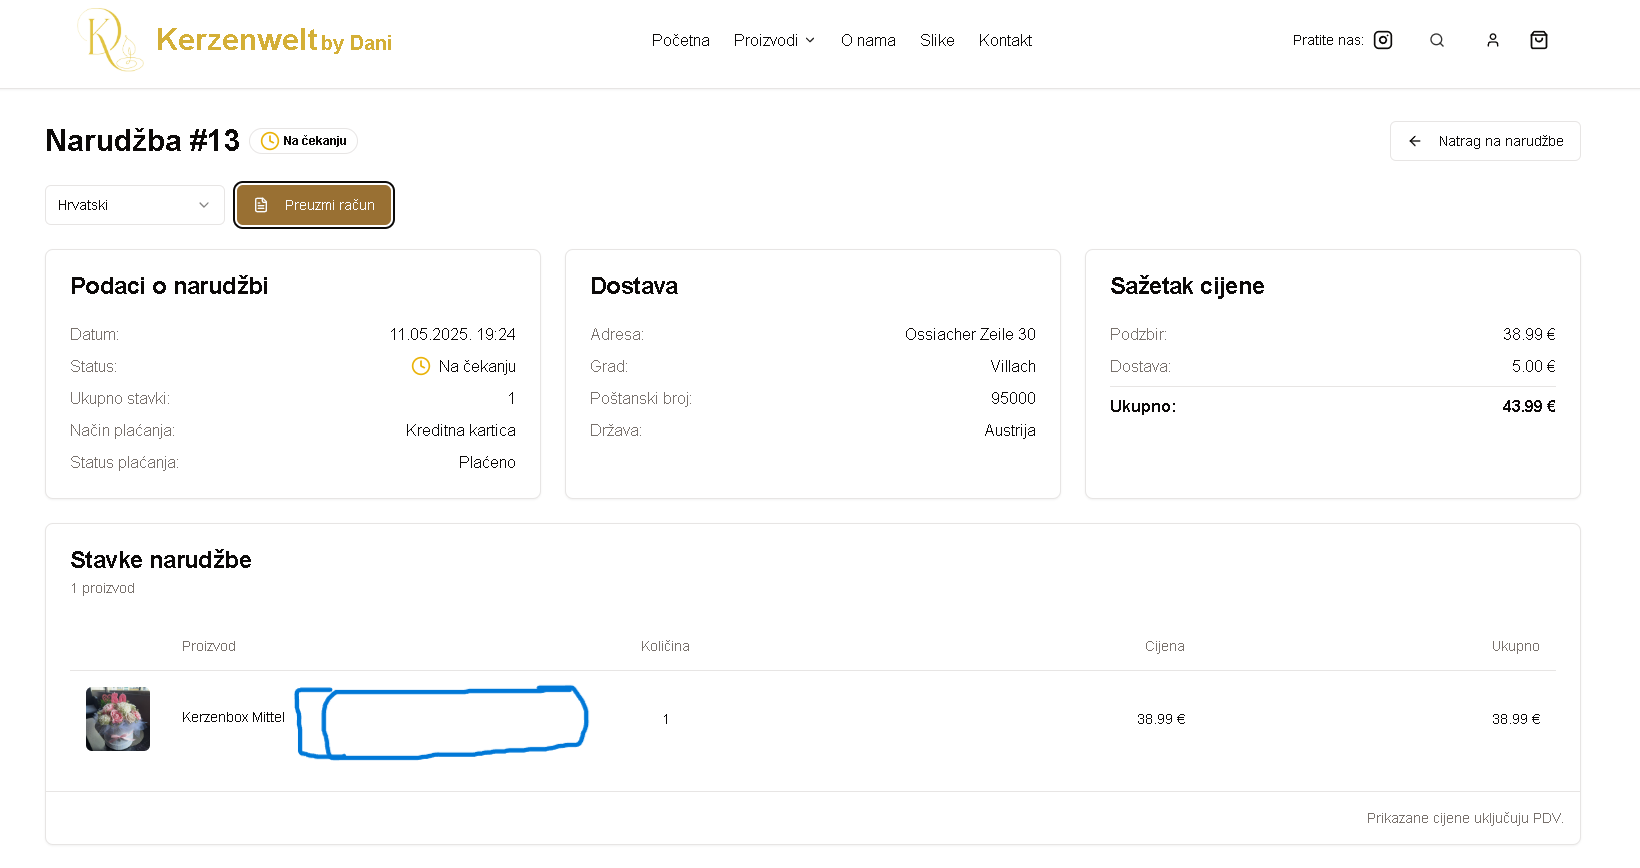 Kerzenwelt by Dani
Početna Proizvodi O nama Slike Kontakt
Pratite nas:
Narudžba #13 Na čekanju
Natrag na narudžbe
Hrvatski Preuzmi račun
Podaci o narudžbi
Datum: 11.05.2025. 19:24
Status: Na čekanju
Ukupno stavki: 1
Način plaćanja: Kreditna kartica
Status plaćanja: Plaćeno
Dostava
Adresa: Ossiacher Zeile 30
Grad: Villach
Poštanski broj: 95000
Država: Austrija
Sažetak cijene
Podzbir: 38.99 €
Dostava: 5.00 €
Ukupno: 43.99 €
Stavke narudžbe
1 proizvod
Proizvod Količina Cijena Ukupno
Kerzenbox Mittel 1 38.99 € 38.99 €
Prikazane cijene uključuju PDV.